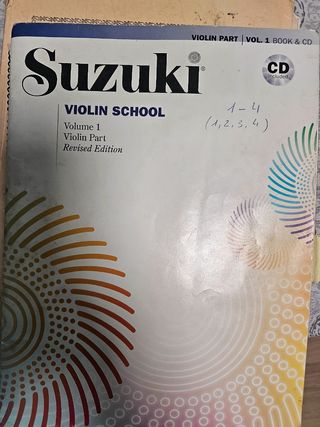 VIOLIN PART | VOL. 1 BOOK & CD
Suzuki®
CD
included
VIOLIN SCHOOL
Volume 1
Violin Part
Revised Edition
1-4
(1,2,3,4)